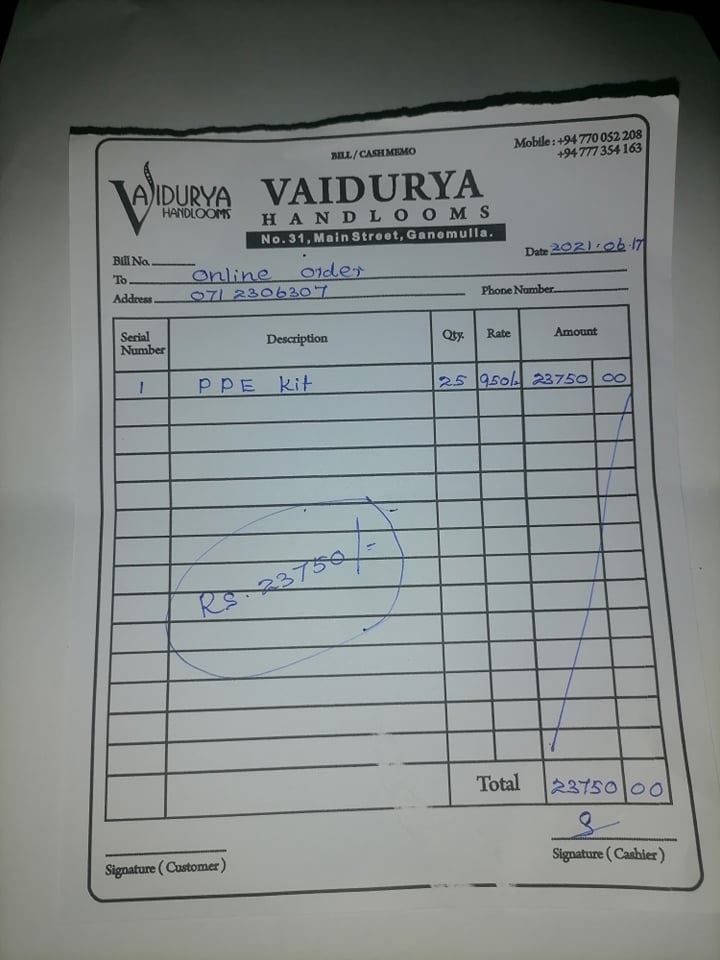 BILL / CASH MEMO
Mobile : +94 770 052 208
+94 777 354 163
VAIDURYA
HANDLOOMS
VAIDURYA
HANDLOOMS
No. 31, Main Street, Ganemulla.
Bill No.
Date 2021.06.17
To Online order
Address 071 2306307 Phone Number
Serial Number Description Qty. Rate Amount
1 PPE kit 25 950/- 23750 00
Rs. 23750/=
Total 23750 00
Signature ( Customer ) Signature ( Cashier )